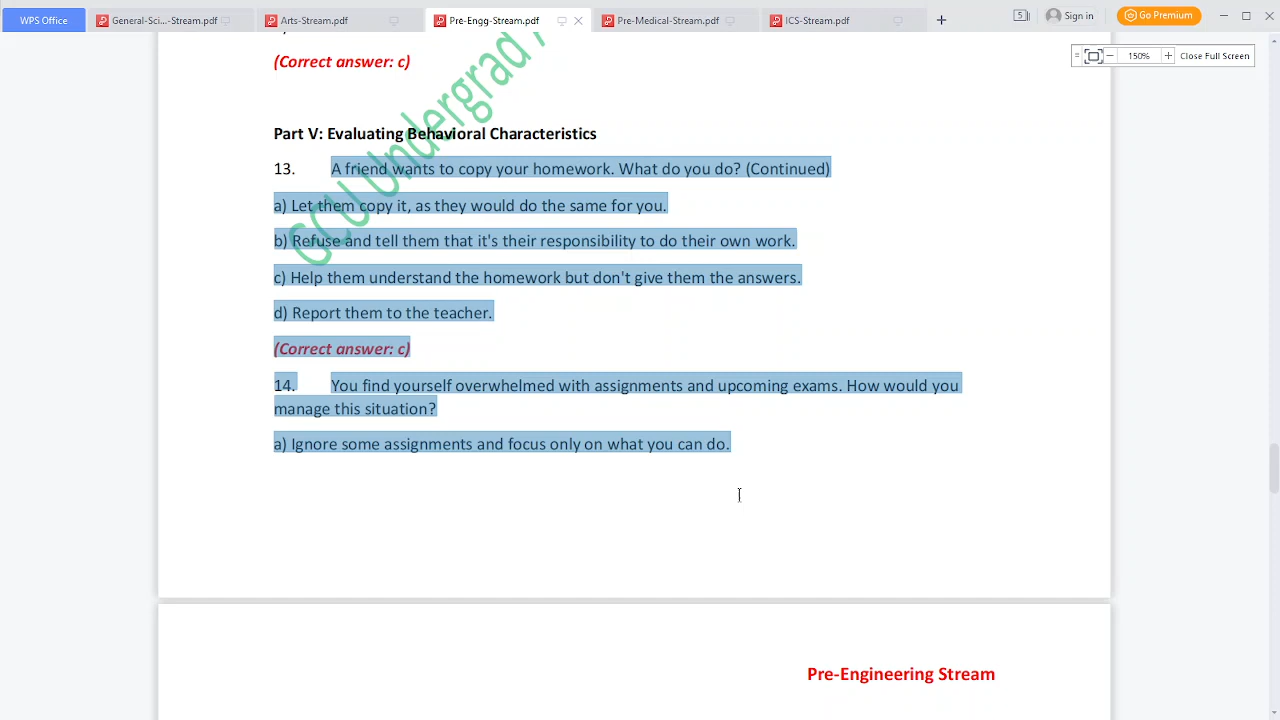 WPS Office
General-Sci...-Stream.pdf
Arts-Stream.pdf
Pre-Engg-Stream.pdf
Pre-Medical-Stream.pdf
ICS-Stream.pdf
5
Sign in
Go Premium
150%
Close Full Screen
(Correct answer: c)
GCU Undergrad
Part V: Evaluating Behavioral Characteristics
13. A friend wants to copy your homework. What do you do? (Continued)
a) Let them copy it, as they would do the same for you.
b) Refuse and tell them that it's their responsibility to do their own work.
c) Help them understand the homework but don't give them the answers.
d) Report them to the teacher.
(Correct answer: c)
14. You find yourself overwhelmed with assignments and upcoming exams. How would you
manage this situation?
a) Ignore some assignments and focus only on what you can do.
Pre-Engineering Stream